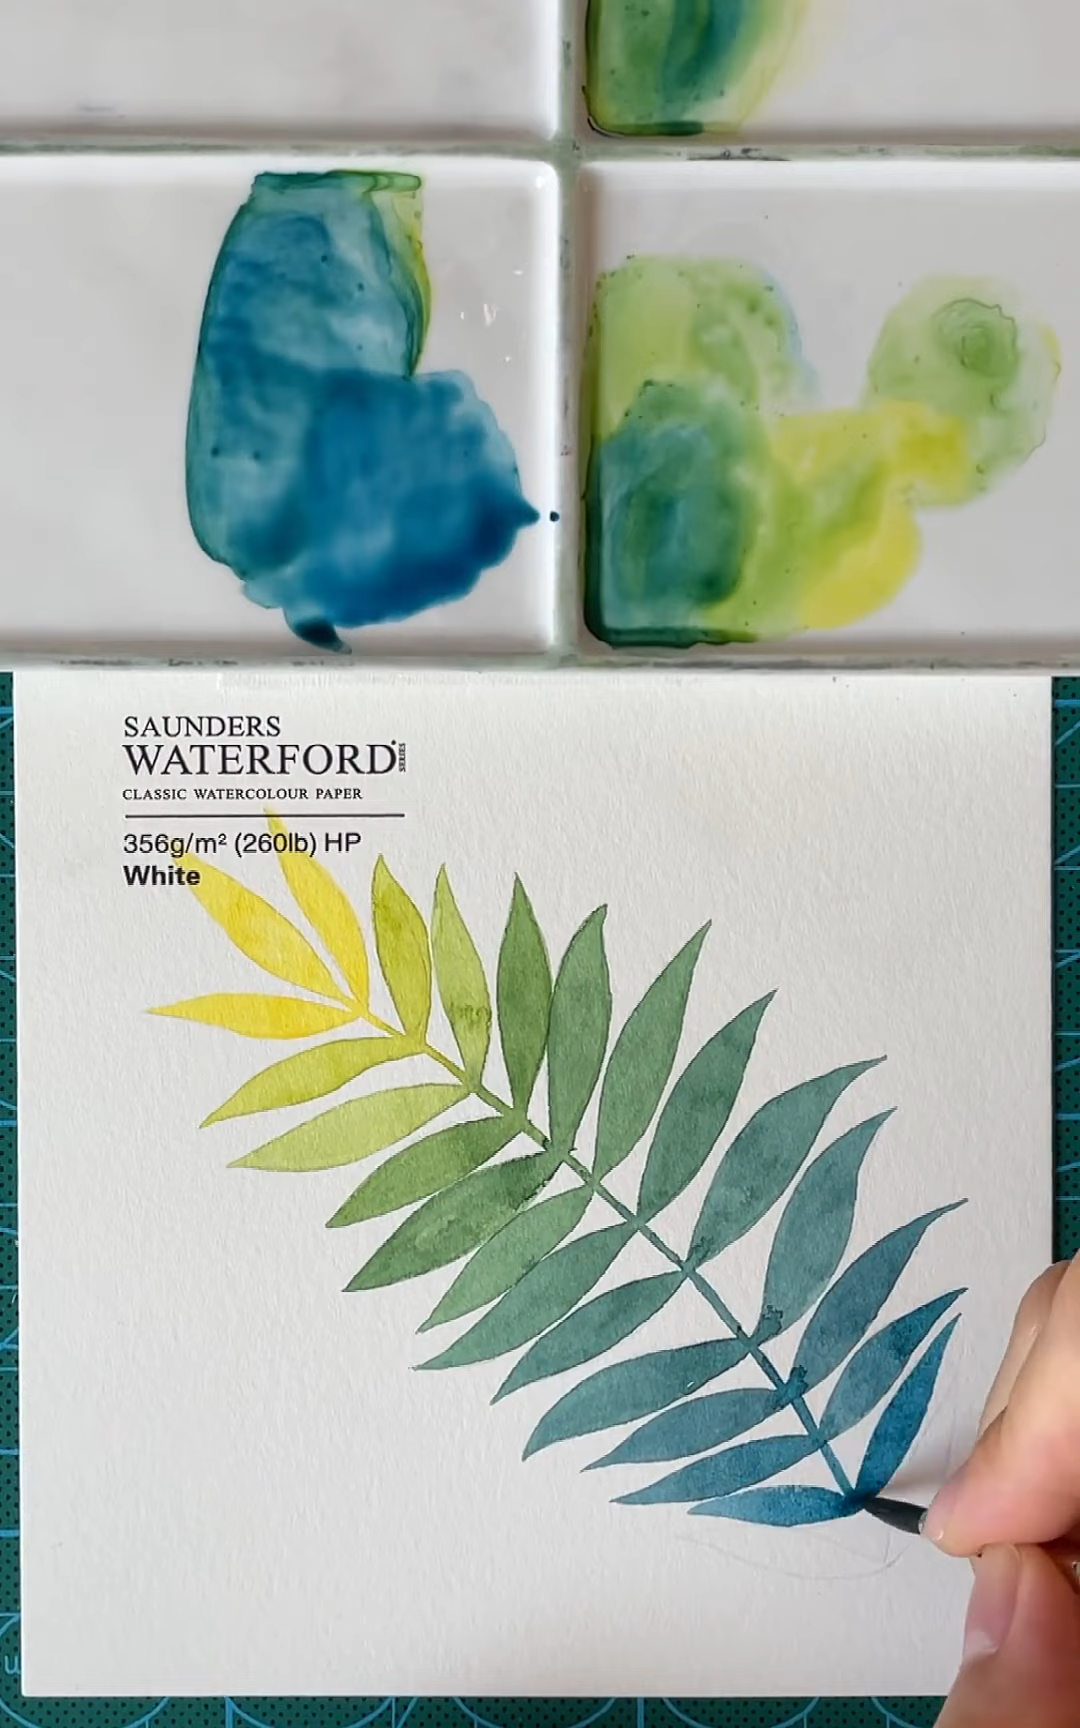 SAUNDERS
WATERFORD SERIES
CLASSIC WATERCOLOUR PAPER
356g/m² (260lb) HP
White